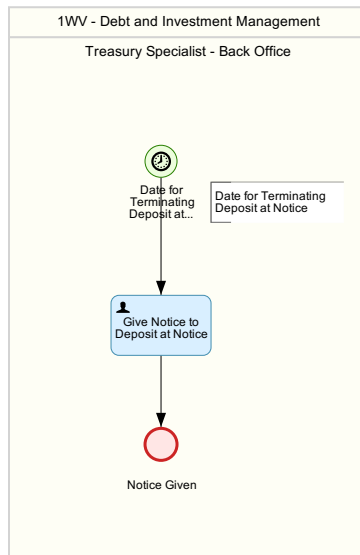 1WV - Debt and Investment Management
Treasury Specialist - Back Office
Date for
Terminating
Deposit at...
Date for Terminating
Deposit at Notice
Give Notice to
Deposit at Notice
Notice Given